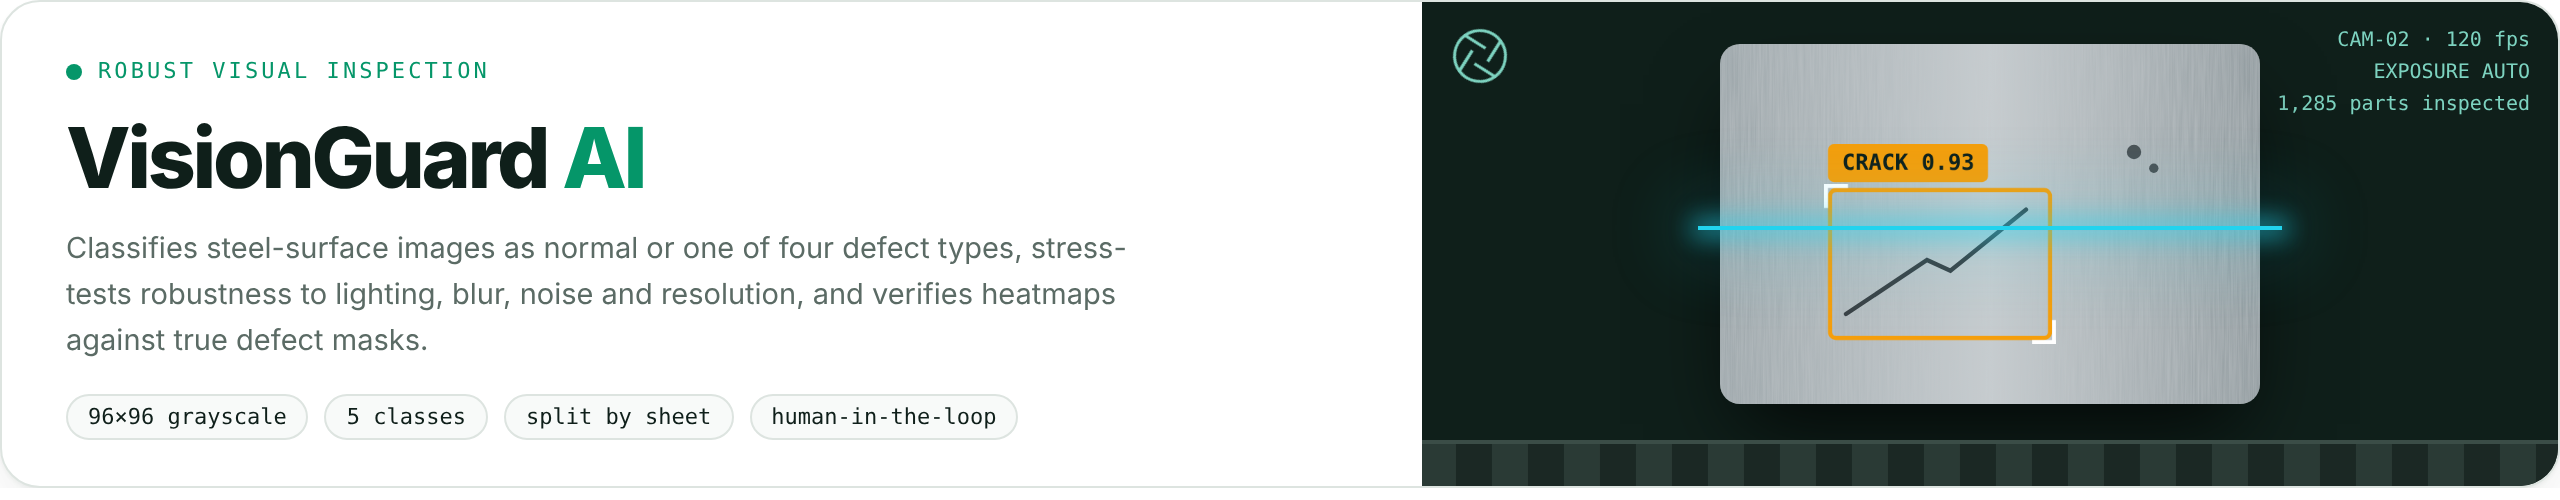 ROBUST VISUAL INSPECTION
VisionGuard AI
Classifies steel-surface images as normal or one of four defect types, stress-
tests robustness to lighting, blur, noise and resolution, and verifies heatmaps
against true defect masks.
96×96 grayscale
5 classes
split by sheet
human-in-the-loop
CAM-02 · 120 fps
EXPOSURE AUTO
1,285 parts inspected
CRACK 0.93